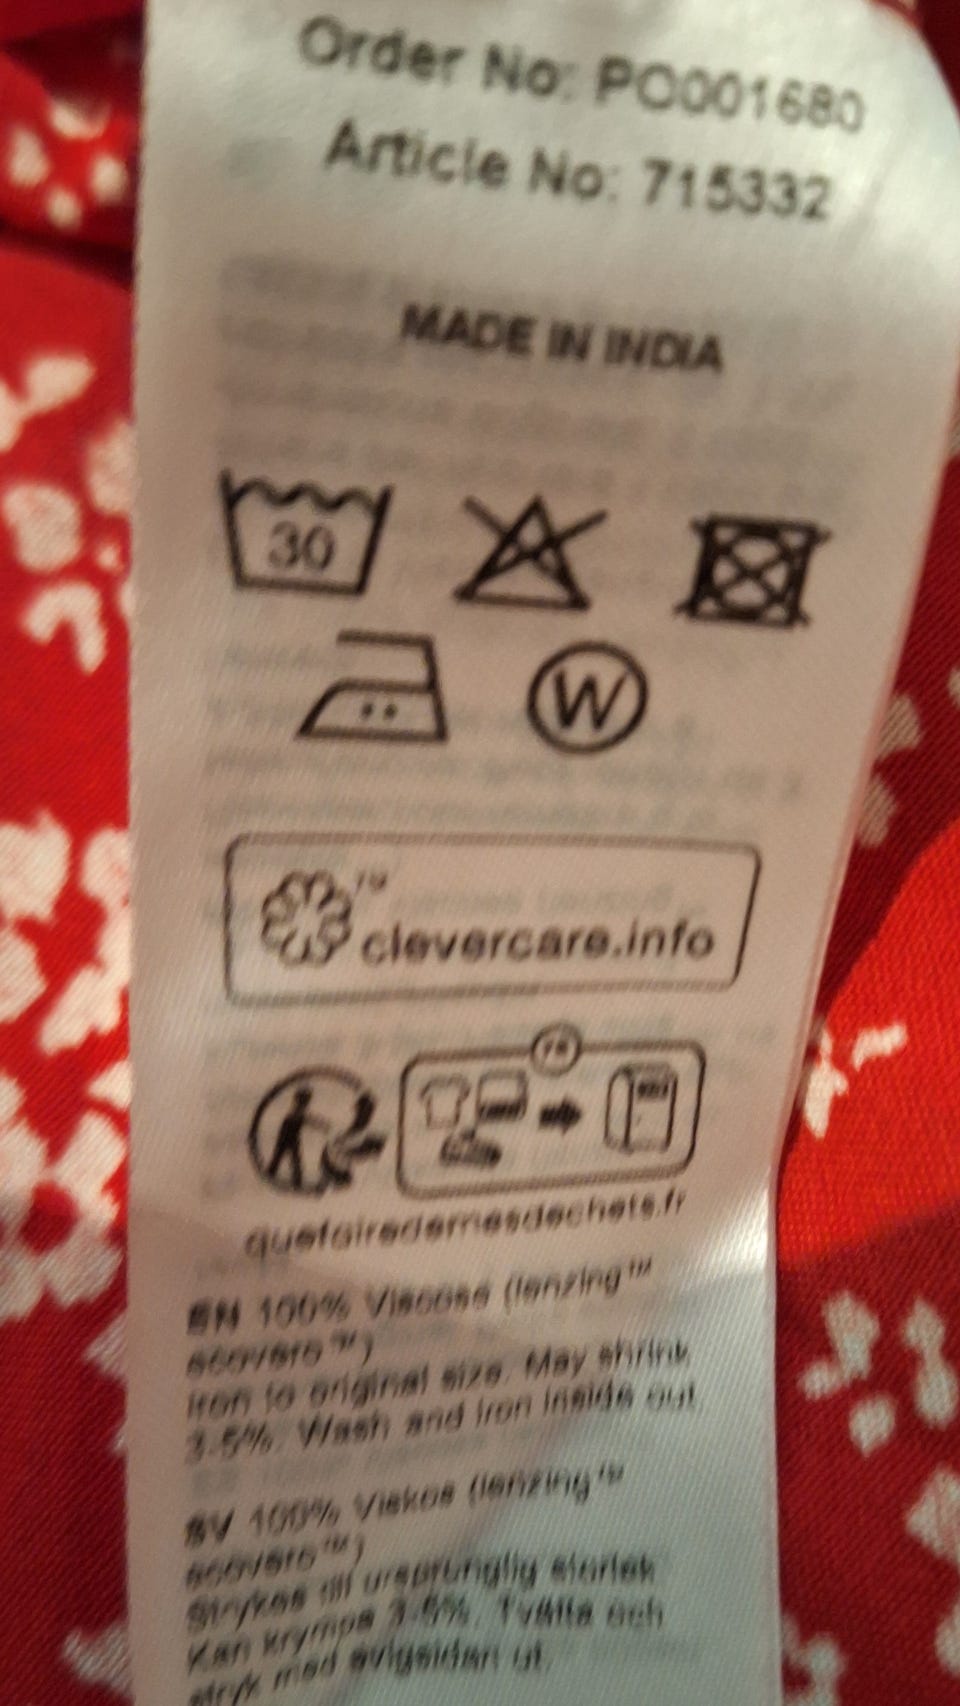 Order No: PO001680
Article No: 715332
MADE IN INDIA
30
W
TM
clevercare.info
FR
quefairedemesdechets.fr
EN 100% Viscose (lenzing™
ecovero™)
Iron to original size. May shrink
3-5%. Wash and iron inside out
SV 100% Viskos (lenzing™
ecovero™)
Strykes till ursprunglig storlek
Kan krympa 3-5%. Tvätta och
stryk med avigsidan ut.